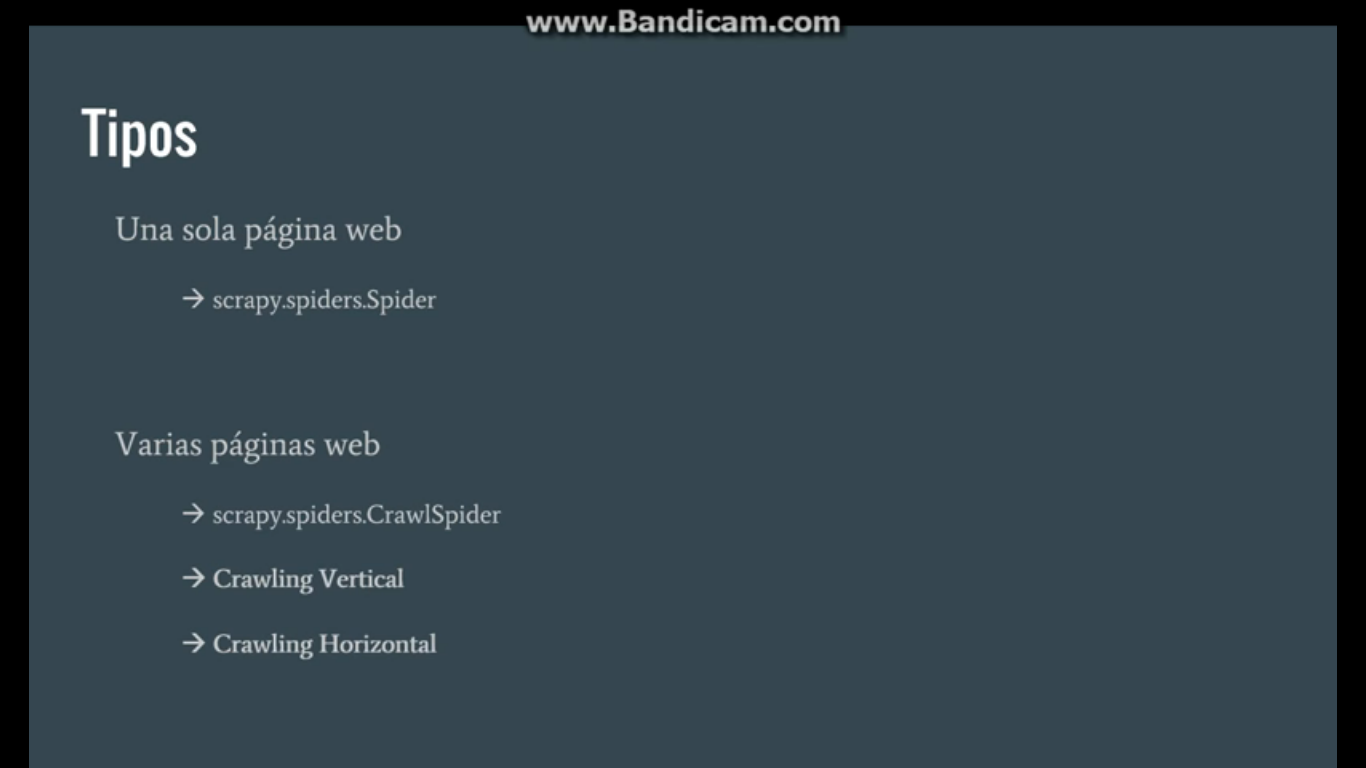 www.Bandicam.com
Tipos
Una sola página web
→ scrapy.spiders.Spider
Varias páginas web
→ scrapy.spiders.CrawlSpider
→ Crawling Vertical
→ Crawling Horizontal